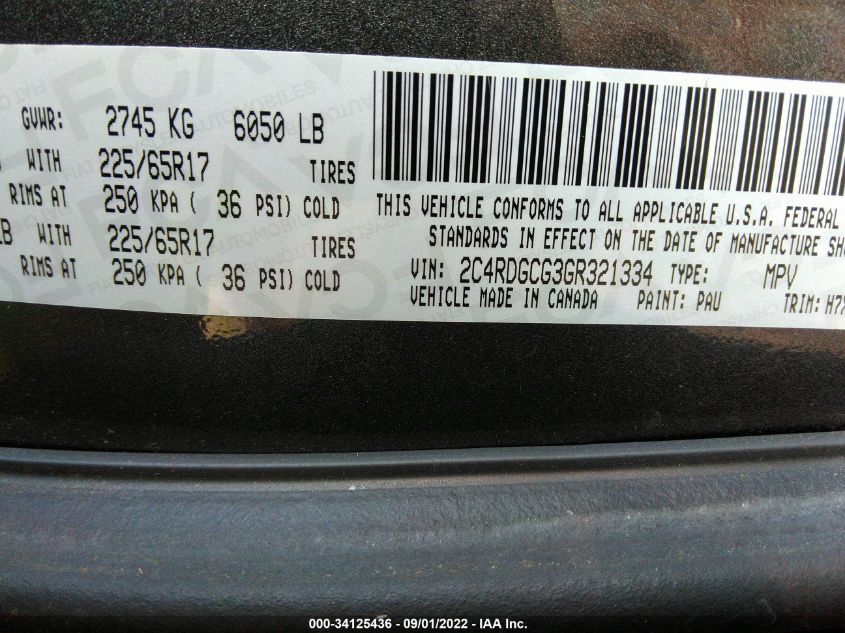 GVWR: 2745 KG 6050 LB
WITH 225/65R17 TIRES
RIMS AT 250 KPA ( 36 PSI) COLD
LB WITH 225/65R17 TIRES
RIMS AT 250 KPA ( 36 PSI) COLD
THIS VEHICLE CONFORMS TO ALL APPLICABLE U.S.A. FEDERAL
STANDARDS IN EFFECT ON THE DATE OF MANUFACTURE
VIN: 2C4RDGCG3GR321334 TYPE: MPV
VEHICLE MADE IN CANADA PAINT: PAU TRIM: H7
000-34125436 - 09/01/2022 - IAA Inc.